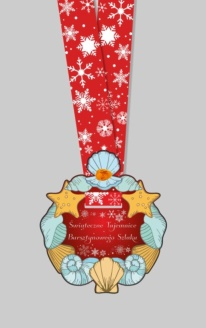 Świąteczne Tajemnice
Bursztynowego Szlaku